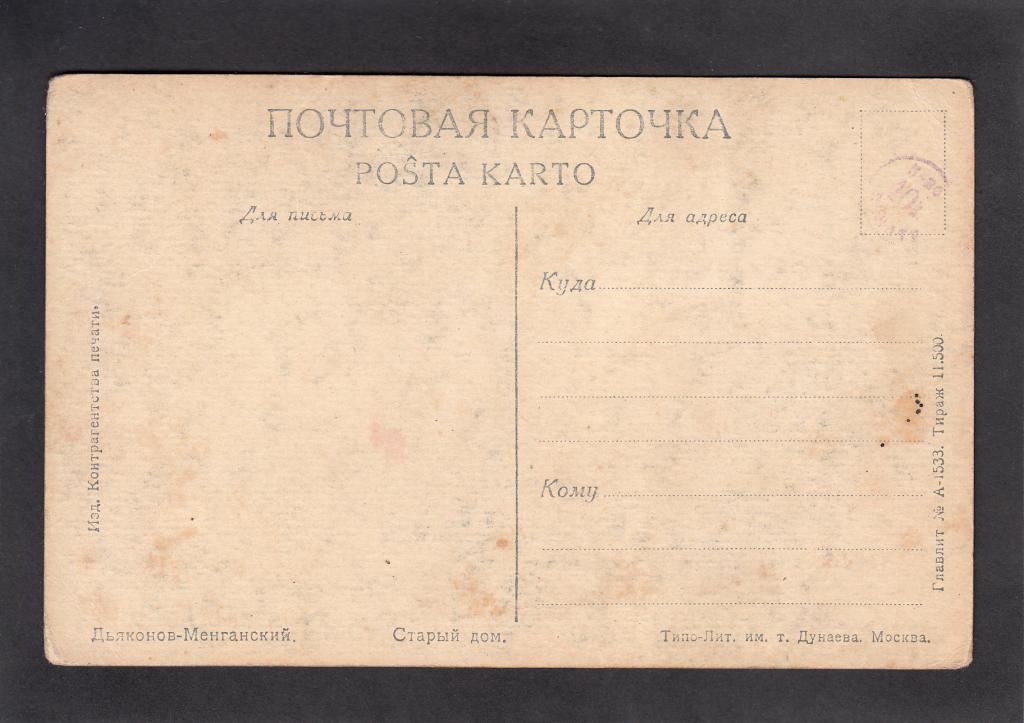 ПОЧТОВАЯ КАРТОЧКА
POŜTA KARTO
Для письма
Для адреса
Куда
Кому
Изд. Контрагентства печати.
Главлит № А-1533. Тираж 11.500.
Дьяконов-Менганский.
Старый дом.
Типо-Лит. им. т. Дунаева. Москва.